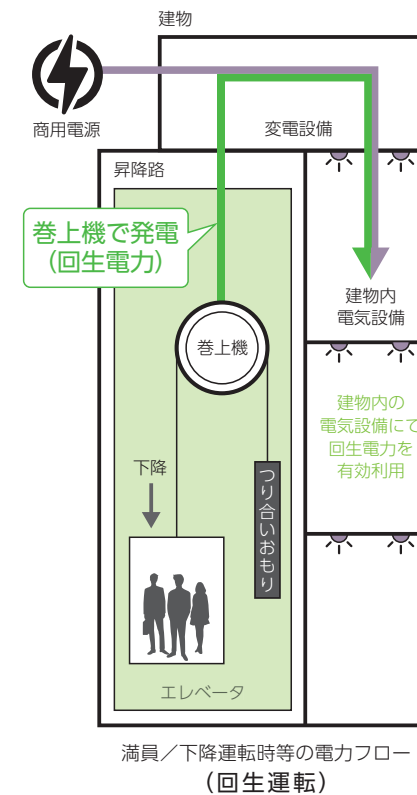 建物
商用電源
変電設備
昇降路
巻上機で発電
(回生電力)
建物内
電気設備
巻上機
建物内の
電気設備にて
回生電力を
有効利用
下降
つり合いおもり
エレベータ
満員／下降運転時等の電力フロー
(回生運転)